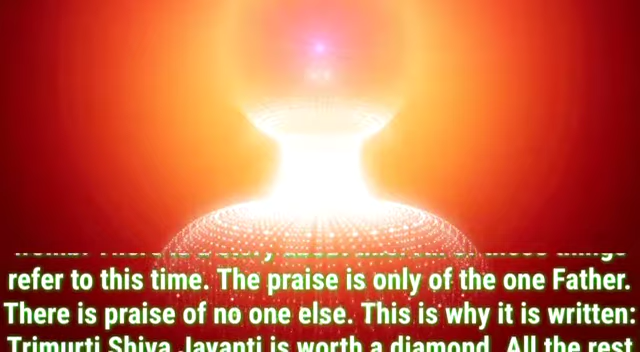 refer to this time. The praise is only of the one Father.
There is praise of no one else. This is why it is written:
Trimurti Shiva Jayanti is worth a diamond. All the rest